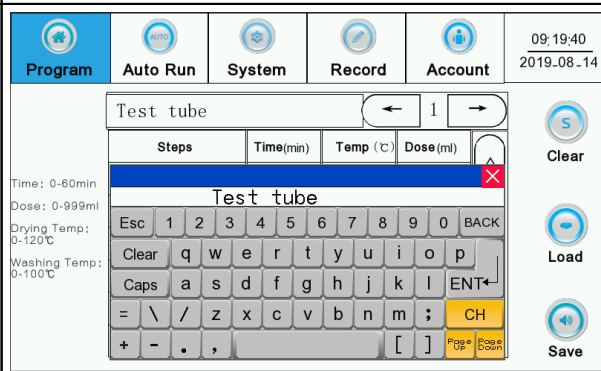 AUTO
Program
Auto Run
System
Record
Account
09:19:40
2019-08-14
Test tube
←
1
→
Steps
Time(min)
Temp (℃)
Dose(ml)
S
Clear
Time: 0-60min
Dose: 0-999ml
Drying Temp:
0-120℃
Washing Temp:
0-100℃
Test tube
Esc 1 2 3 4 5 6 7 8 9 0 BACK
Clear q w e r t y u i o p
Caps a s d f g h j k l ENT
= \ / z x c v b n m ; CH
+ - . , [ ] Page Up Page Down
Load
Save